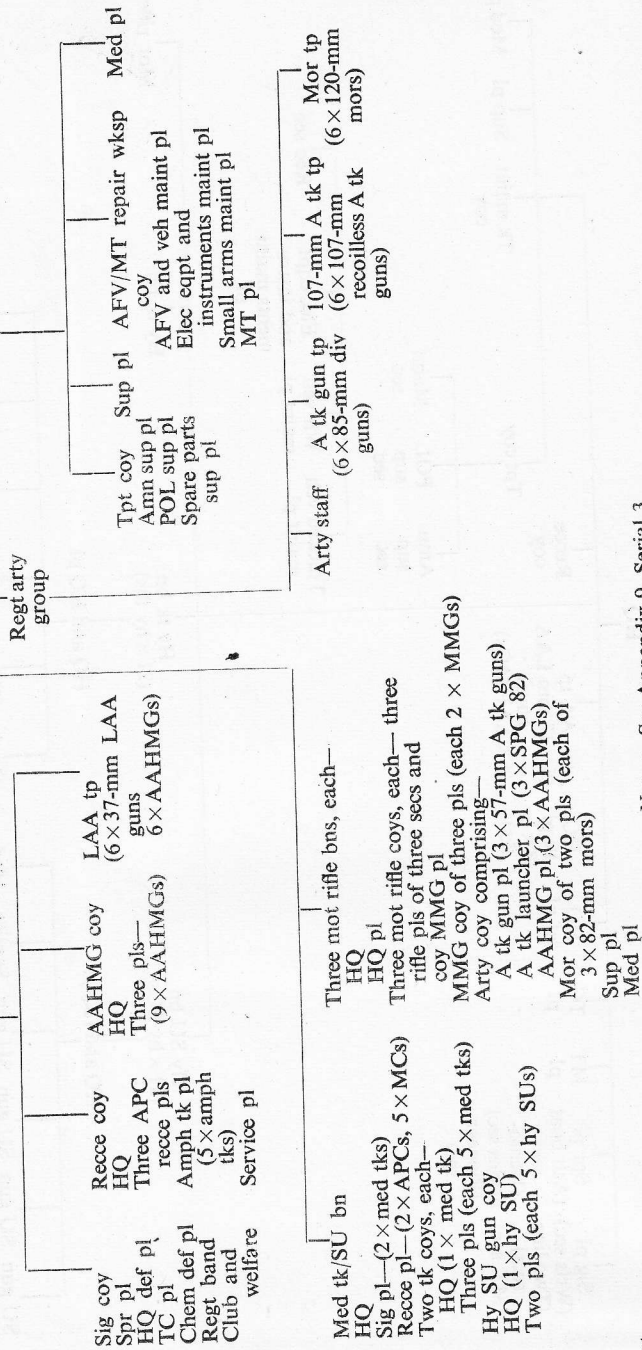 Regt arty
group
Sig coy
Spr pl
HQ def pl
TC pl
Chem def pl
Regt band
Club and
welfare
Recce coy
HQ
Three APC
recce pls
Amph tk pl
(5×amph
tks)
Service pl
AAHMG coy
HQ
Three pls—
(9×AAHMGs)
LAA tp
(6×37-mm LAA
guns
6×AAHMGs)
Tpt coy
Amn sup pl
POL sup pl
Spare parts
sup pl
Sup pl
AFV/MT repair wksp
coy
AFV and veh maint pl
Elec eqpt and
instruments maint pl
Small arms maint pl
MT pl
Med pl
Med tk/SU bn
HQ
Sig pl—(2×med tks)
Recce pl—(2×APCs, 5×MCs)
Two tk coys, each—
HQ (1× med tk)
Three pls (each 5×med tks)
Hy SU gun coy
HQ (1×hy SU)
Two pls (each 5×hy SUs)
Three mot rifle bns, each—
HQ
HQ pl
Three mot rifle coys, each— three
rifle pls of three secs and
coy MMG pl
MMG coy of three pls (each 2 × MMGs)
Arty coy comprising—
A tk gun pl (3×57-mm A tk guns)
A tk launcher pl (3×SPG 82)
AAHMG pl (3×AAHMGs)
Mor coy of two pls (each of
3×82-mm mors)
Sup pl
Med pl
Arty staff
A tk gun tp
(6×85-mm div
guns)
107-mm A tk tp
(6×107-mm
recoilless A tk
guns)
Mor tp
(6×120-mm
mors)
Appendix 9, Serial 3